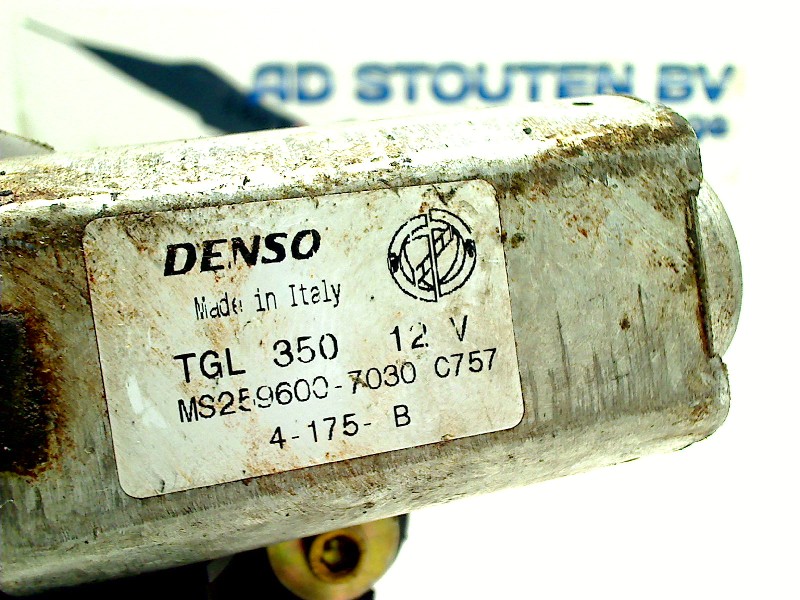 AD STOUTEN BV
DENSO
Made in Italy
TGL 350 12 V
MS259600-7030 C757
4-175- B